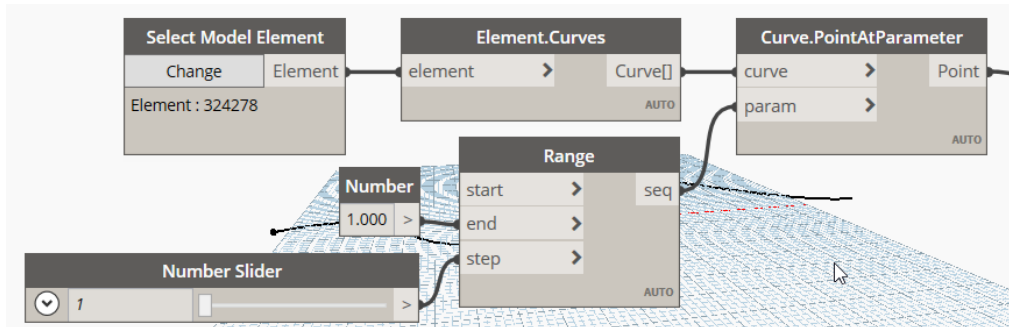 Select Model Element
Change
Element
Element : 324278
Element.Curves
element
>
Curve[]
AUTO
Curve.PointAtParameter
curve
>
Point
param
>
AUTO
Number
1.000
>
Range
start
>
seq
end
>
step
>
AUTO
Number Slider
1
>